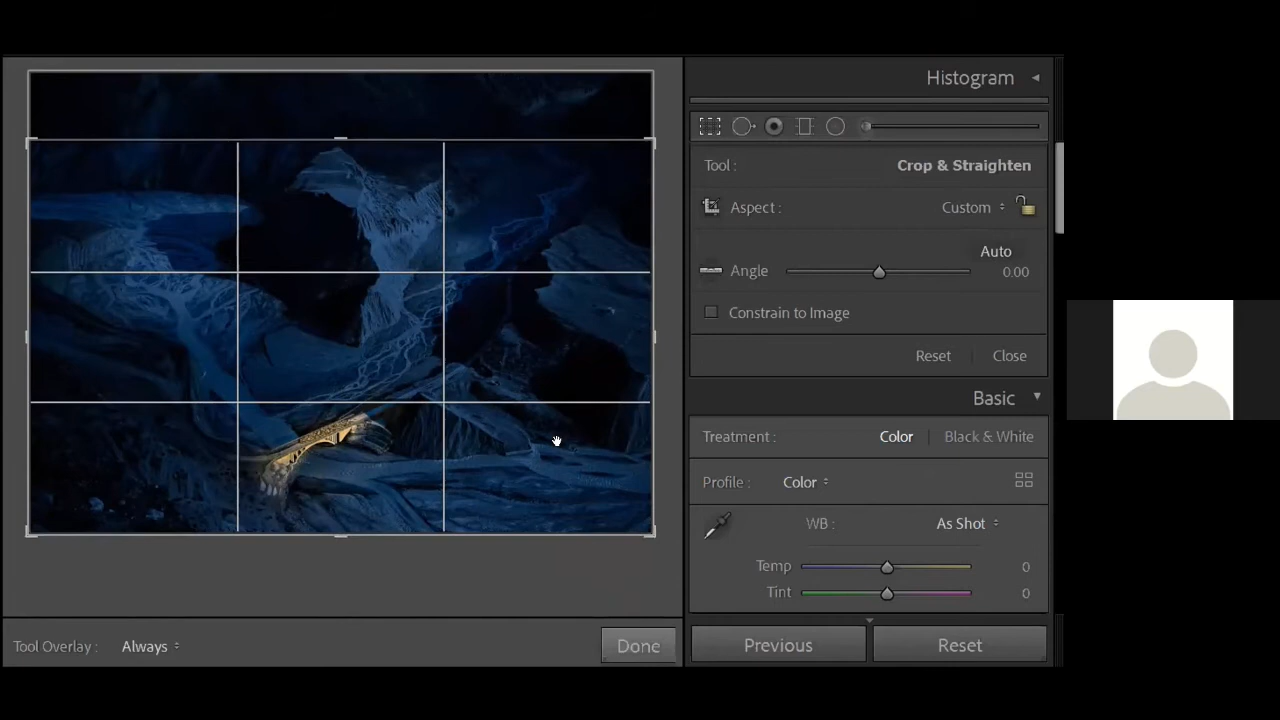 Histogram
Tool : Crop & Straighten
Aspect : Custom
Auto
Angle 0.00
Constrain to Image
Reset Close
Basic
Treatment : Color Black & White
Profile : Color
WB : As Shot
Temp 0
Tint 0
Tool Overlay : Always Done Previous Reset